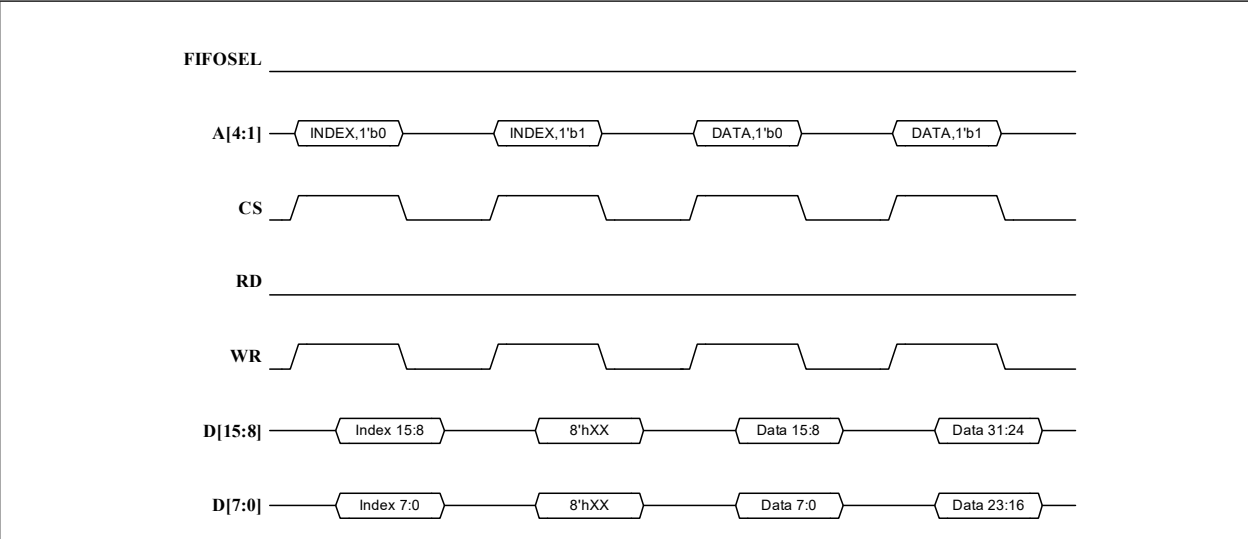 FIFOSEL
A[4:1] INDEX,1'b0 INDEX,1'b1 DATA,1'b0 DATA,1'b1
CS
RD
WR
D[15:8] Index 15:8 8'hXX Data 15:8 Data 31:24
D[7:0] Index 7:0 8'hXX Data 7:0 Data 23:16